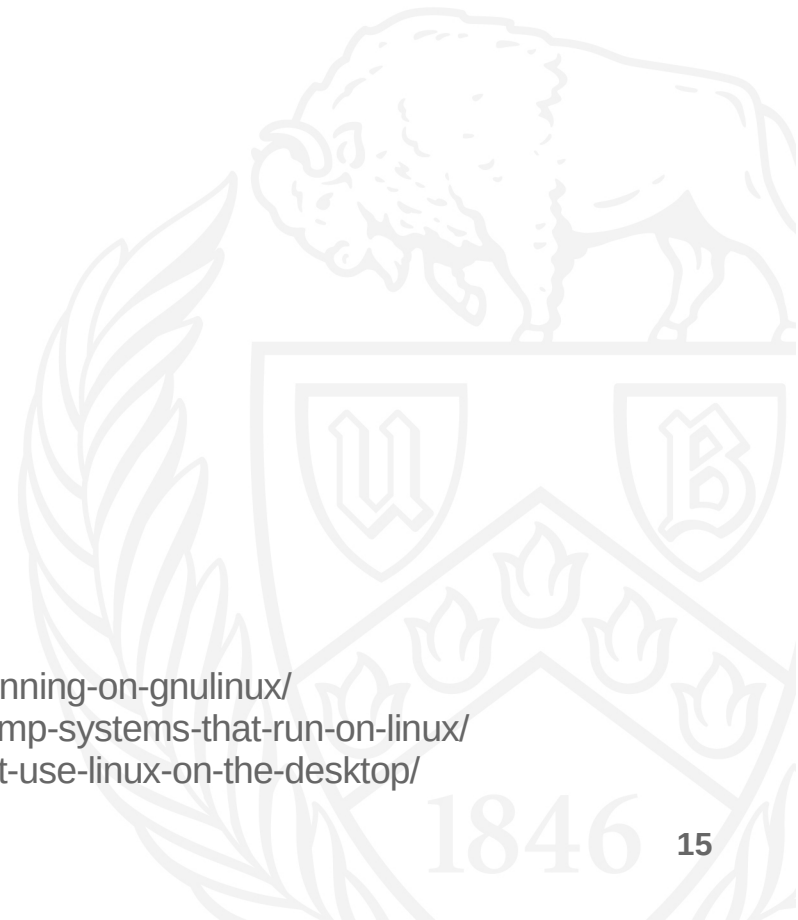 U B
nning-on-gnulinux/
mp-systems-that-run-on-linux/
t-use-linux-on-the-desktop/
1846
15